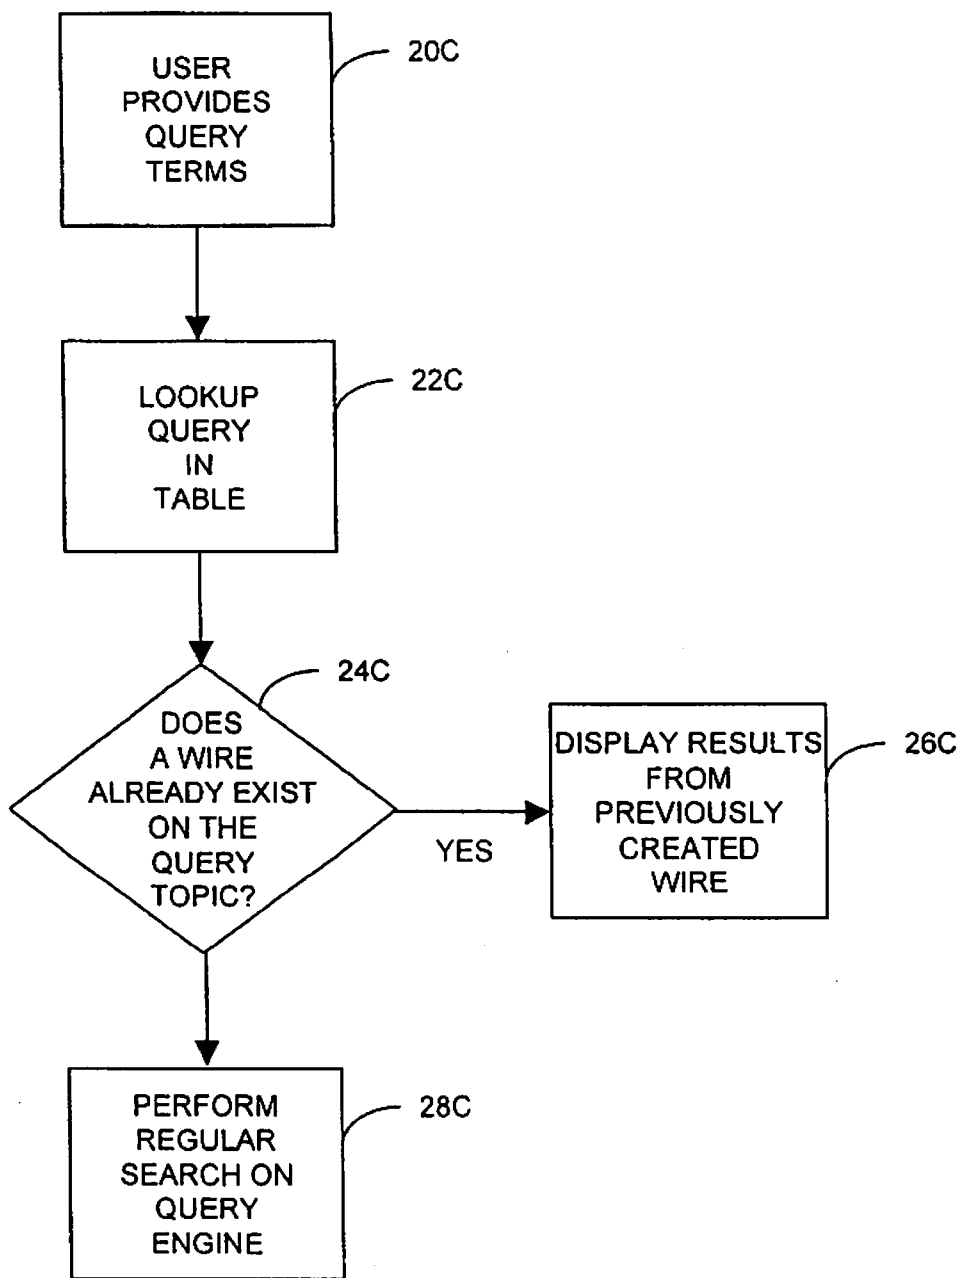 USER
PROVIDES
QUERY
TERMS
20C
LOOKUP
QUERY
IN
TABLE
22C
DOES
A WIRE
ALREADY EXIST
ON THE
QUERY
TOPIC?
24C
YES
DISPLAY RESULTS
FROM
PREVIOUSLY
CREATED
WIRE
26C
PERFORM
REGULAR
SEARCH ON
QUERY
ENGINE
28C